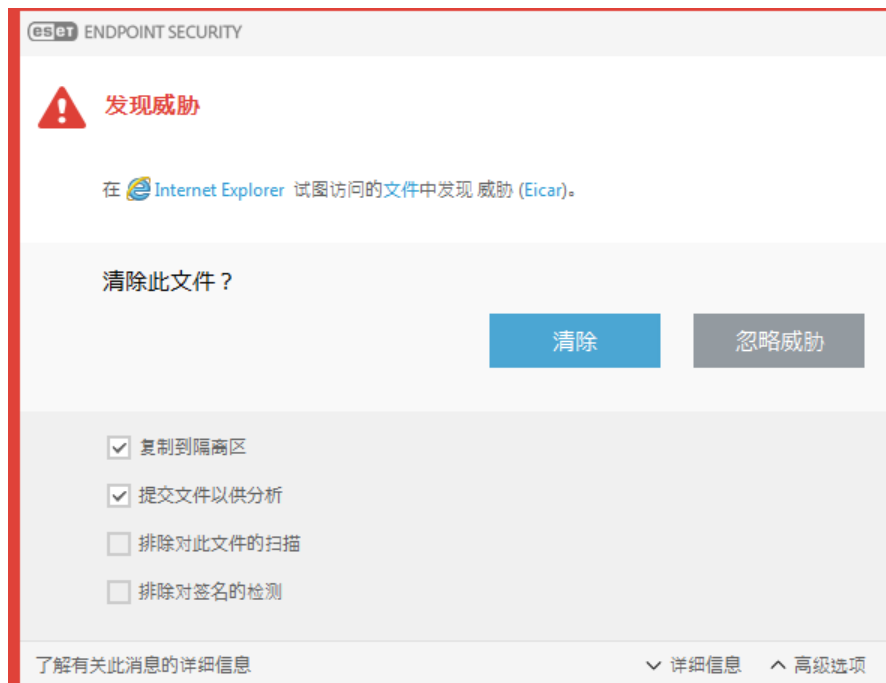 eset ENDPOINT SECURITY
发现威胁
在 Internet Explorer 试图访问的文件中发现 威胁 (Eicar)。
清除此文件？
清除 忽略威胁
复制到隔离区
提交文件以供分析
排除对此文件的扫描
排除对签名的检测
了解有关此消息的详细信息 详细信息 高级选项